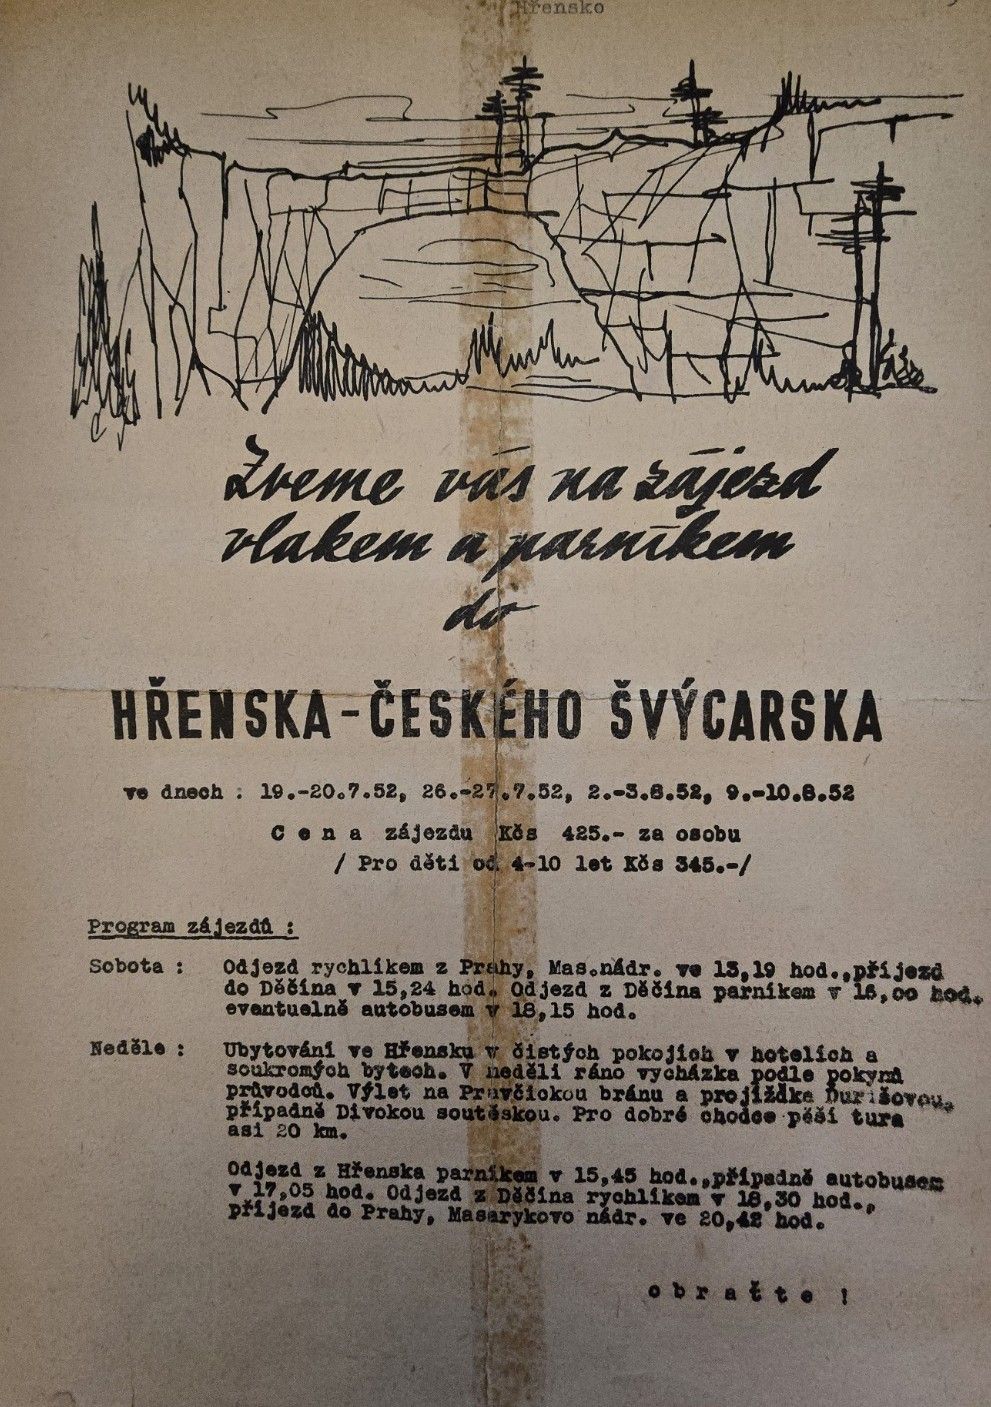 Hřensko
Zveme vás na zájezd
vlakem a parníkem
do
HŘENSKA-ČESKÉHO ŠVÝCARSKA
ve dnech : 19.-20.7.52, 26.-27.7.52, 2.-3.8.52, 9.-10.8.52
C e n a zájezdu Kčs 425.- za osobu
/ Pro děti od 4-10 let Kčs 345.-/
Program zájezdů :
Sobota : Odjezd rychlíkem z Prahy, Mas.nádr. ve 13,19 hod.,příjezd
do Děčína v 15,24 hod. Odjezd z Děčína parníkem v 16,00 hod.
eventuelně autobusem v 18,15 hod.
Neděle : Ubytování ve Hřensku v čistých pokojích v hotelích a
soukromých bytech. V neděli ráno vycházka podle pokynů
průvodců. Výlet na Pravčickou bránu a projížďka Ďurišovou,
případně Divokou soutěskou. Pro dobré chodce pěší tura
asi 20 km.
Odjezd z Hřenska parníkem v 15,45 hod.,případně autobusem
v 17,05 hod. Odjezd z Děčína rychlíkem v 18,30 hod.,
příjezd do Prahy, Masarykovo nádr. ve 20,42 hod.
o b r a ť t e !